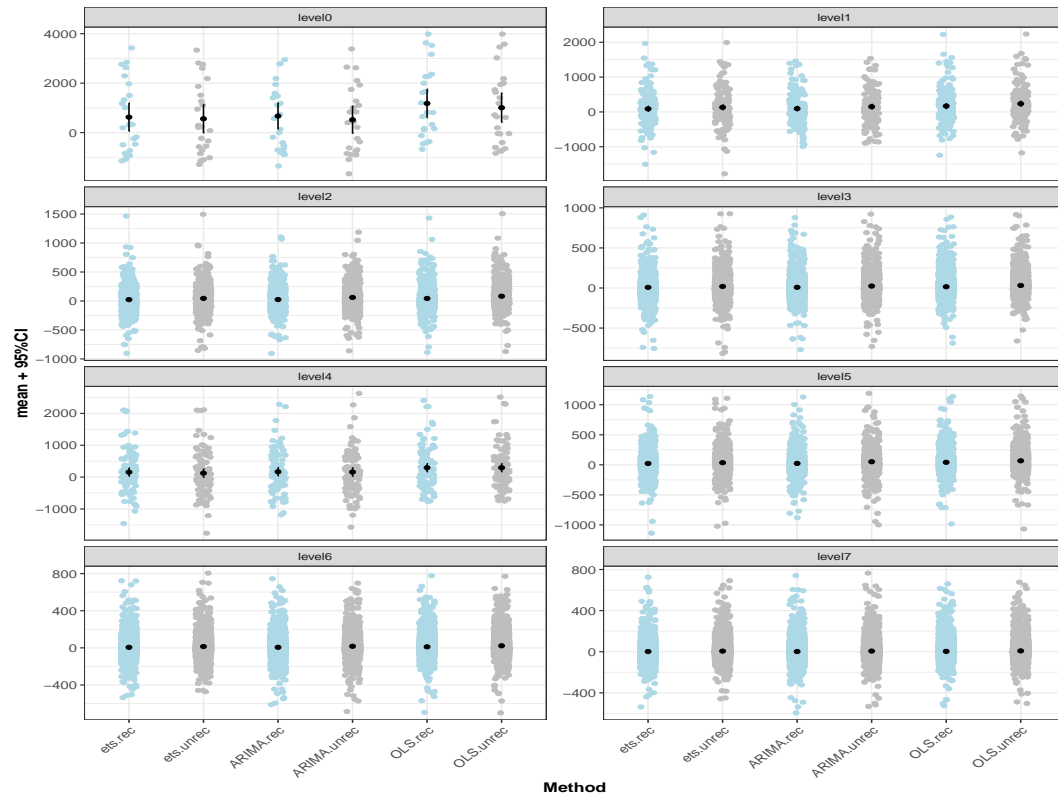 level0
level1
4000
2000
0
2000
1000
0
−1000
level2
level3
1500
1000
500
0
−500
−1000
1000
500
0
−500
level4
level5
2000
1000
0
−1000
1000
500
0
−500
−1000
level6
level7
800
400
0
−400
800
400
0
−400
ets.rec
ets.unrec
ARIMA.rec
ARIMA.unrec
OLS.rec
OLS.unrec
ets.rec
ets.unrec
ARIMA.rec
ARIMA.unrec
OLS.rec
OLS.unrec
mean + 95%CI
Method